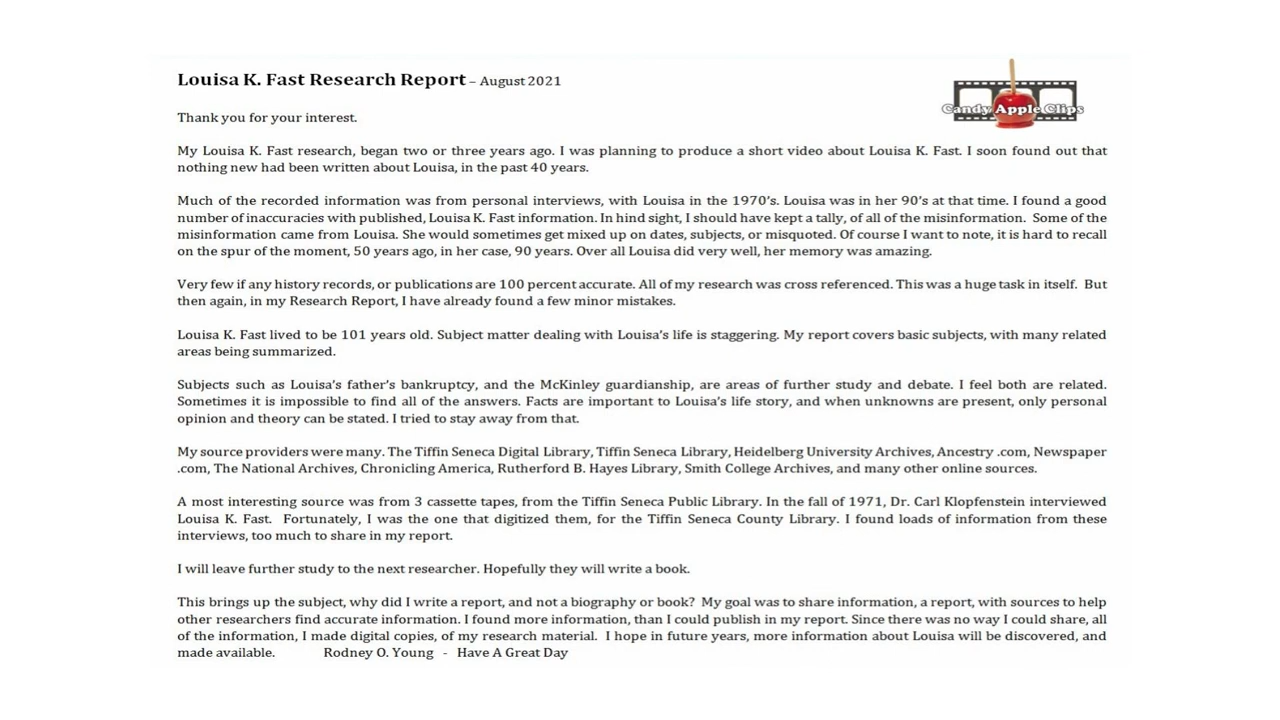 Louisa K. Fast Research Report – August 2021
Candy Apple Clips
Thank you for your interest.
My Louisa K. Fast research, began two or three years ago. I was planning to produce a short video about Louisa K. Fast. I soon found out that
nothing new had been written about Louisa, in the past 40 years.
Much of the recorded information was from personal interviews, with Louisa in the 1970's. Louisa was in her 90's at that time. I found a good
number of inaccuracies with published, Louisa K. Fast information. In hind sight, I should have kept a tally, of all of the misinformation.  Some of the
misinformation came from Louisa. She would sometimes get mixed up on dates, subjects, or misquoted. Of course I want to note, it is hard to recall
on the spur of the moment, 50 years ago, in her case, 90 years. Over all Louisa did very well, her memory was amazing.
Very few if any history records, or publications are 100 percent accurate. All of my research was cross referenced. This was a huge task in itself.  But
then again, in my Research Report, I have already found a few minor mistakes.
Louisa K. Fast lived to be 101 years old. Subject matter dealing with Louisa's life is staggering. My report covers basic subjects, with many related
areas being summarized.
Subjects such as Louisa's father's bankruptcy, and the McKinley guardianship, are areas of further study and debate. I feel both are related.
Sometimes it is impossible to find all of the answers. Facts are important to Louisa's life story, and when unknowns are present, only personal
opinion and theory can be stated. I tried to stay away from that.
My source providers were many. The Tiffin Seneca Digital Library, Tiffin Seneca Library, Heidelberg University Archives, Ancestry .com, Newspaper
.com, The National Archives, Chronicling America, Rutherford B. Hayes Library, Smith College Archives, and many other online sources.
A most interesting source was from 3 cassette tapes, from the Tiffin Seneca Public Library. In the fall of 1971, Dr. Carl Klopfenstein interviewed
Louisa K. Fast.  Fortunately, I was the one that digitized them, for the Tiffin Seneca County Library. I found loads of information from these
interviews, too much to share in my report.
I will leave further study to the next researcher. Hopefully they will write a book.
This brings up the subject, why did I write a report, and not a biography or book?  My goal was to share information, a report, with sources to help
other researchers find accurate information. I found more information, than I could publish in my report. Since there was no way I could share, all
of the information, I made digital copies, of my research material.  I hope in future years, more information about Louisa will be discovered, and
made available.   Rodney O. Young  -  Have A Great Day